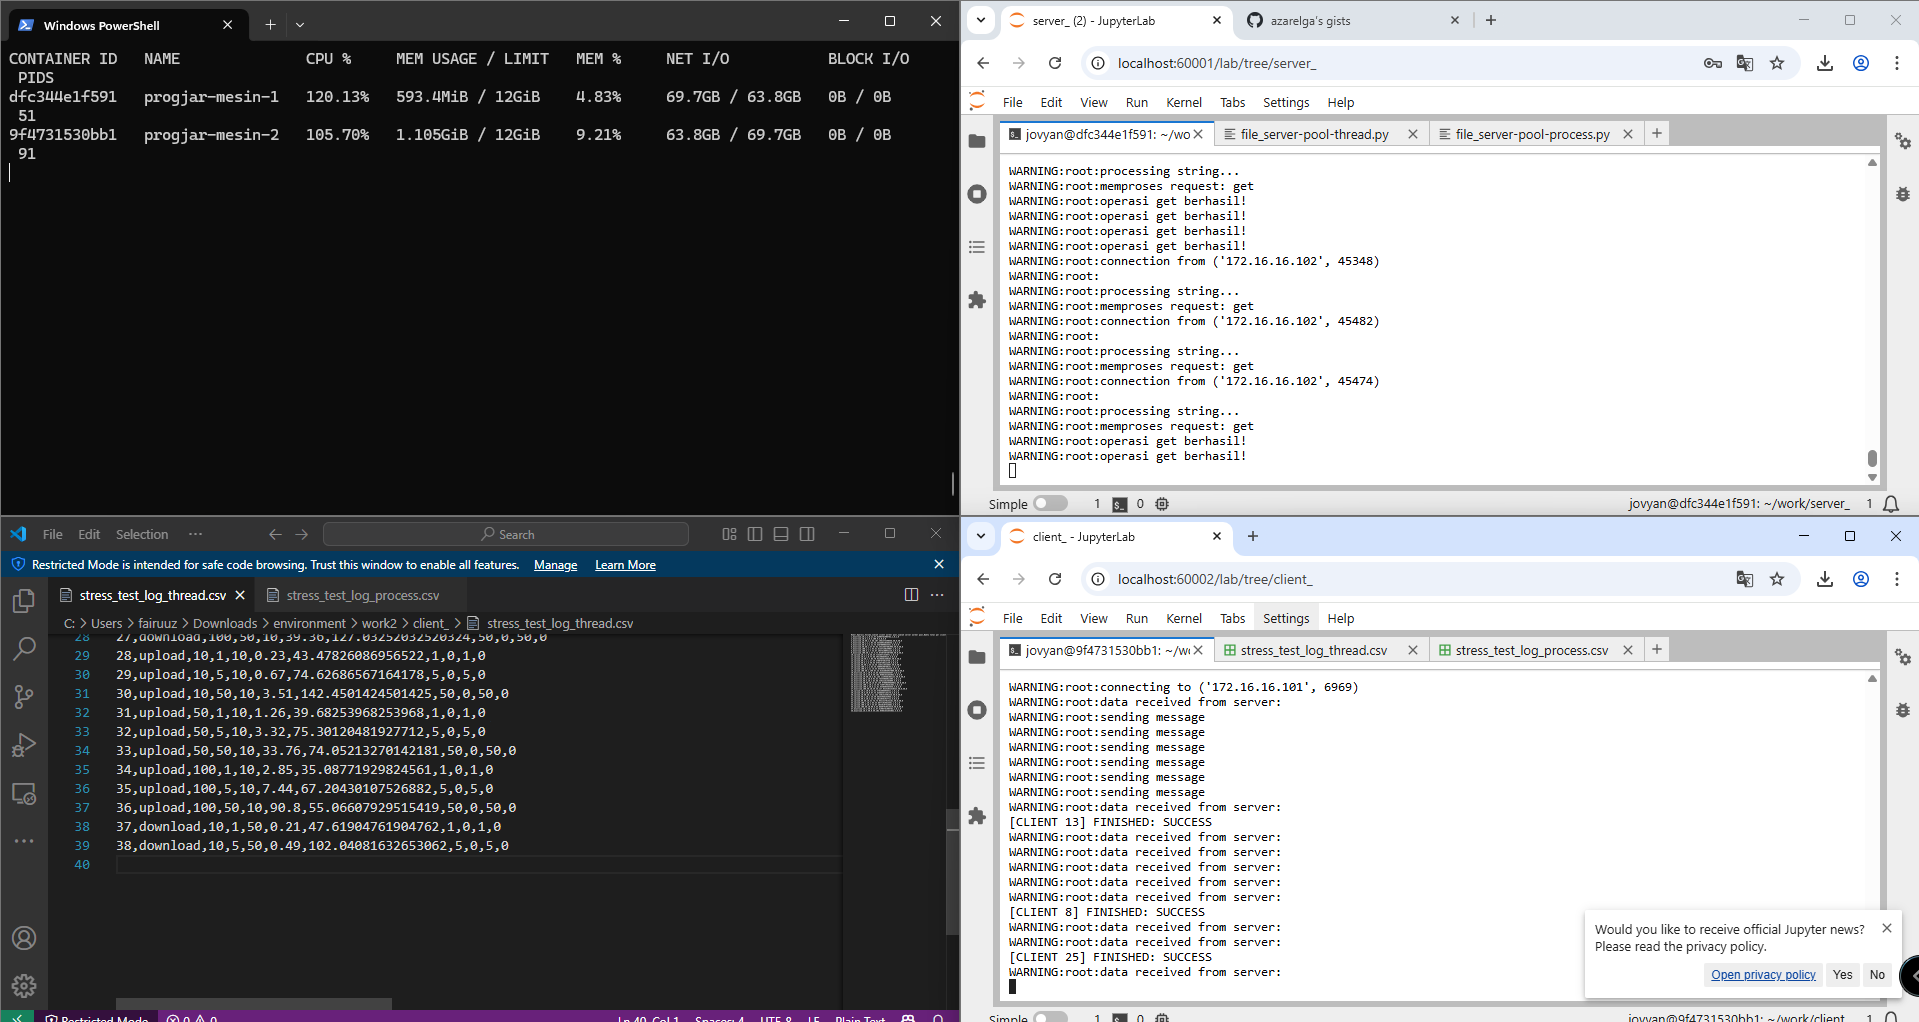 Windows PowerShell
CONTAINER ID NAME CPU % MEM USAGE / LIMIT MEM % NET I/O BLOCK I/O
PIDS
dfc344e1f591 progjar-mesin-1 120.13% 593.4MiB / 12GiB 4.83% 69.7GB / 63.8GB 0B / 0B
51
9f4731530bb1 progjar-mesin-2 105.70% 1.105GiB / 12GiB 9.21% 63.8GB / 69.7GB 0B / 0B
91
server_ (2) - JupyterLab
azarelga's gists
localhost:60001/lab/tree/server_
File Edit View Run Kernel Tabs Settings Help
jovyan@dfc344e1f591: ~/wo
file_server-pool-thread.py
file_server-pool-process.py
WARNING:root:processing string...
WARNING:root:memproses request: get
WARNING:root:operasi get berhasil!
WARNING:root:operasi get berhasil!
WARNING:root:operasi get berhasil!
WARNING:root:operasi get berhasil!
WARNING:root:connection from ('172.16.16.102', 45348)
WARNING:root:
WARNING:root:processing string...
WARNING:root:memproses request: get
WARNING:root:connection from ('172.16.16.102', 45482)
WARNING:root:
WARNING:root:processing string...
WARNING:root:memproses request: get
WARNING:root:connection from ('172.16.16.102', 45474)
WARNING:root:
WARNING:root:processing string...
WARNING:root:memproses request: get
WARNING:root:operasi get berhasil!
WARNING:root:operasi get berhasil!
Simple 1 0 jovyan@dfc344e1f591: ~/work/server_ 1
File Edit Selection ··· Search
Restricted Mode is intended for safe code browsing. Trust this window to enable all features. Manage Learn More
stress_test_log_thread.csv
stress_test_log_process.csv
C: > Users > fairuuz > Downloads > environment > work2 > client_ > stress_test_log_thread.csv
28 27,download,100,50,10,39.36,127.03252032520324,50,0,50,0
29 28,upload,10,1,10,0.23,43.47826086956522,1,0,1,0
30 29,upload,10,5,10,0.67,74.62686567164178,5,0,5,0
31 30,upload,10,50,10,3.51,142.4501424501425,50,0,50,0
32 31,upload,50,1,10,1.26,39.68253968253968,1,0,1,0
33 32,upload,50,5,10,3.32,75.30120481927712,5,0,5,0
34 33,upload,50,50,10,33.76,74.05213270142181,50,0,50,0
35 34,upload,100,1,10,2.85,35.08771929824561,1,0,1,0
36 35,upload,100,5,10,7.44,67.20430107526882,5,0,5,0
37 36,upload,100,50,10,90.8,55.06607929515419,50,0,50,0
38 37,download,10,1,50,0.21,47.61904761904762,1,0,1,0
39 38,download,10,5,50,0.49,102.04081632653062,5,0,5,0
40
Restricted Mode 0 0 Ln 40, Col 1 Spaces: 4 UTF-8 LF Plain Text
client_ - JupyterLab
localhost:60002/lab/tree/client_
File Edit View Run Kernel Tabs Settings Help
jovyan@9f4731530bb1: ~/w
stress_test_log_thread.csv
stress_test_log_process.csv
WARNING:root:connecting to ('172.16.16.101', 6969)
WARNING:root:data received from server:
WARNING:root:sending message
WARNING:root:sending message
WARNING:root:sending message
WARNING:root:sending message
WARNING:root:sending message
WARNING:root:sending message
WARNING:root:data received from server:
[CLIENT 13] FINISHED: SUCCESS
WARNING:root:data received from server:
WARNING:root:data received from server:
WARNING:root:data received from server:
WARNING:root:data received from server:
WARNING:root:data received from server:
[CLIENT 8] FINISHED: SUCCESS
WARNING:root:data received from server:
WARNING:root:data received from server:
[CLIENT 25] FINISHED: SUCCESS
WARNING:root:data received from server:
Would you like to receive official Jupyter news?
Please read the privacy policy.
Open privacy policy Yes No
Simple 1 0 jovyan@9f4731530bb1: ~/work/client_ 1